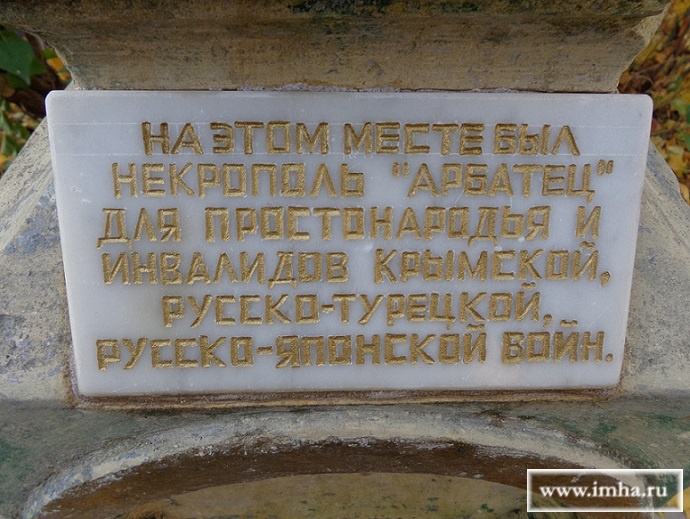 НА ЭТОМ МЕСТЕ БЫЛ
НЕКРОПОЛЬ "АРБАТЕЦ"
ДЛЯ ПРОСТОНАРОДЬЯ И
ИНВАЛИДОВ КРЫМСКОЙ,
РУССКО-ТУРЕЦКОЙ,
РУССКО-ЯПОНСКОЙ ВОЙН.
www.imha.ru